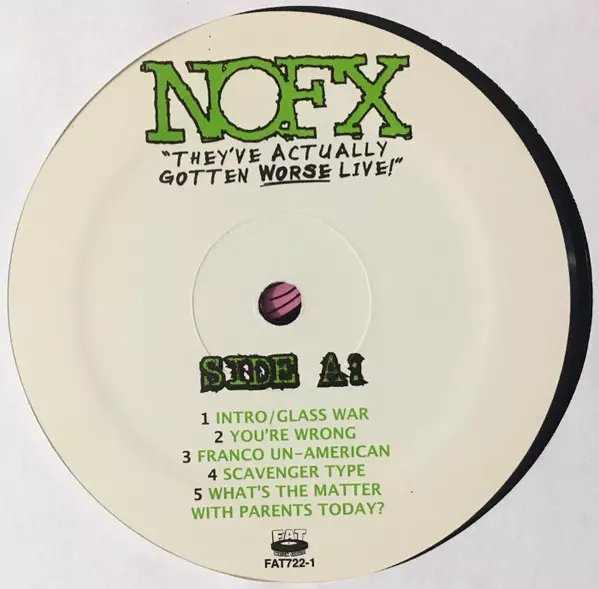 NOFX
"THEY'VE ACTUALLY
GOTTEN WORSE LIVE!"
SIDE A:
1 INTRO/GLASS WAR
2 YOU'RE WRONG
3 FRANCO UN-AMERICAN
4 SCAVENGER TYPE
5 WHAT'S THE MATTER
WITH PARENTS TODAY?
FAT
FAT722-1